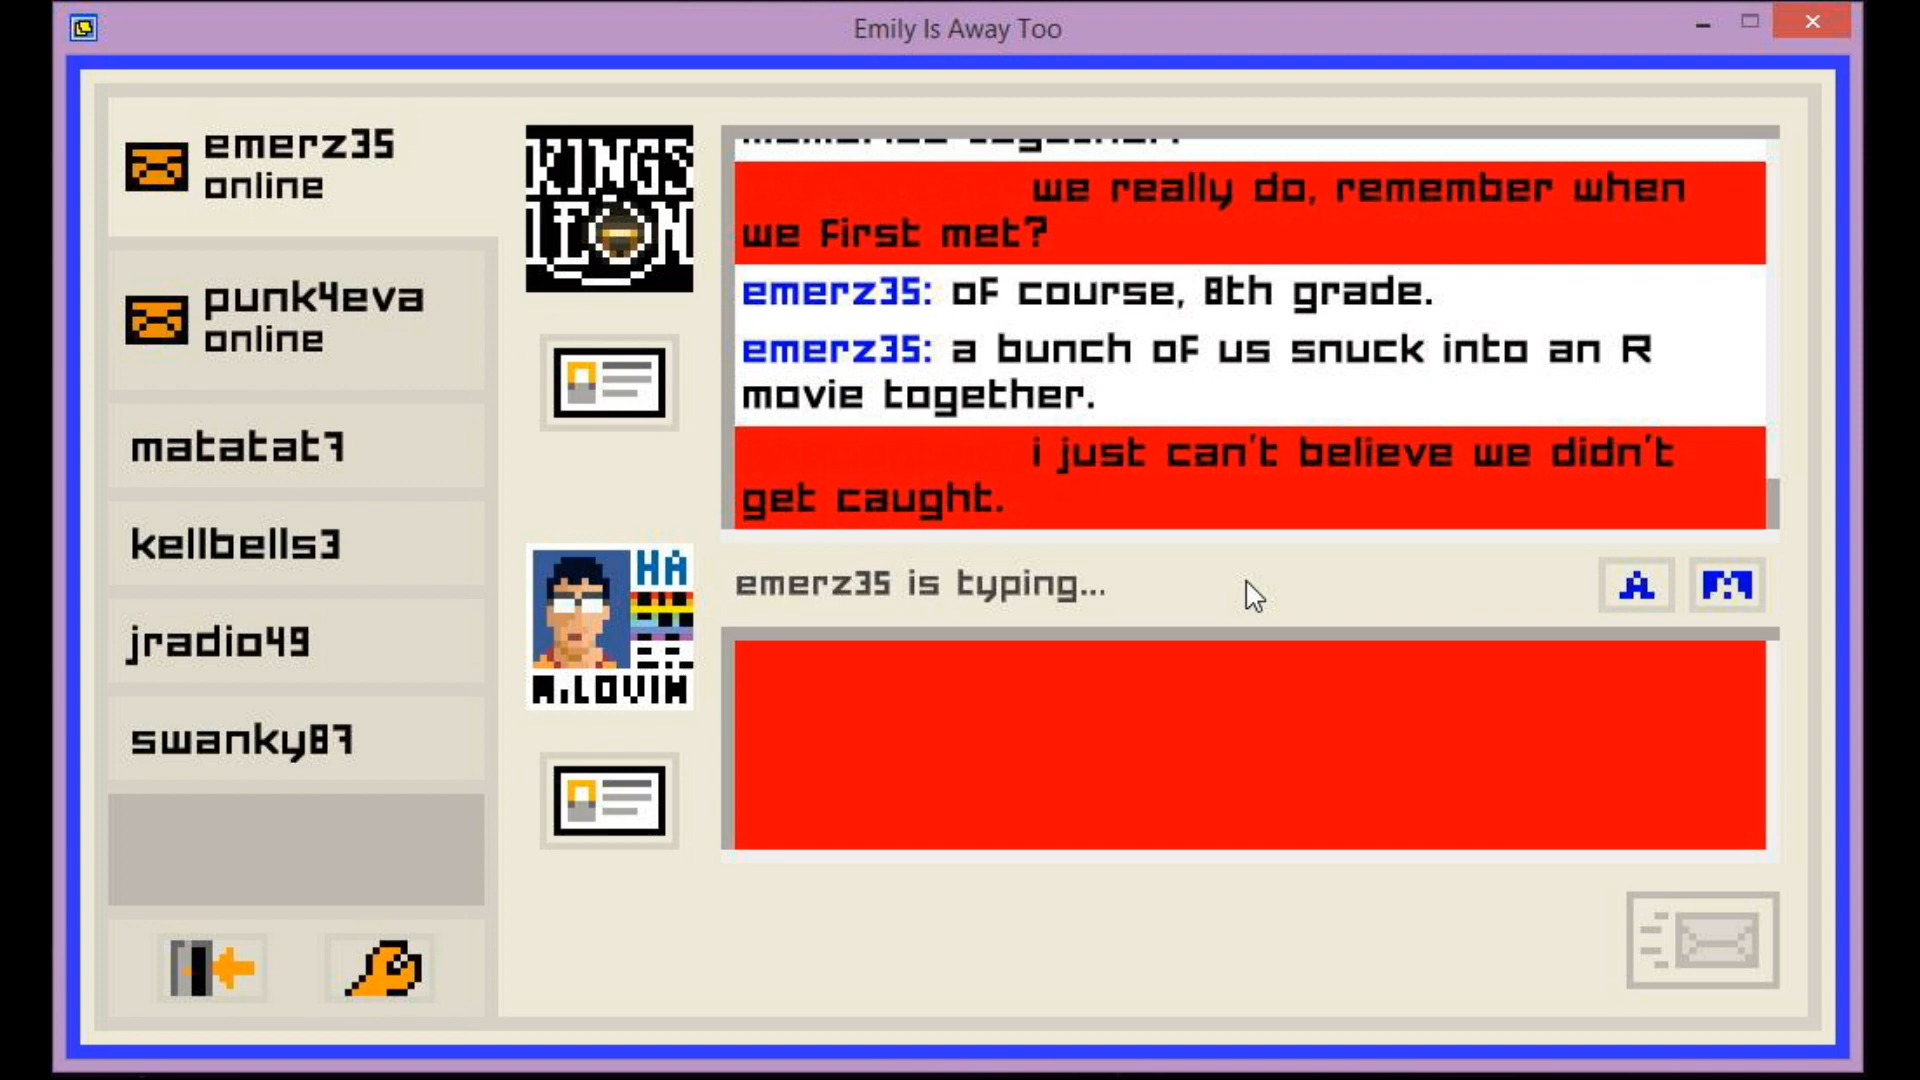 Emily Is Away Too
emerz35
online
punk4eva
online
matatat7
kellbells3
jradio49
swanky87
KINGS
LEON
HA
M.LOVIN
memories together.
we really do, remember when
we first met?
emerz35: of course, 8th grade.
emerz35: a bunch of us snuck into an R
movie together.
i just can't believe we didn't
get caught.
emerz35 is typing...
A
M